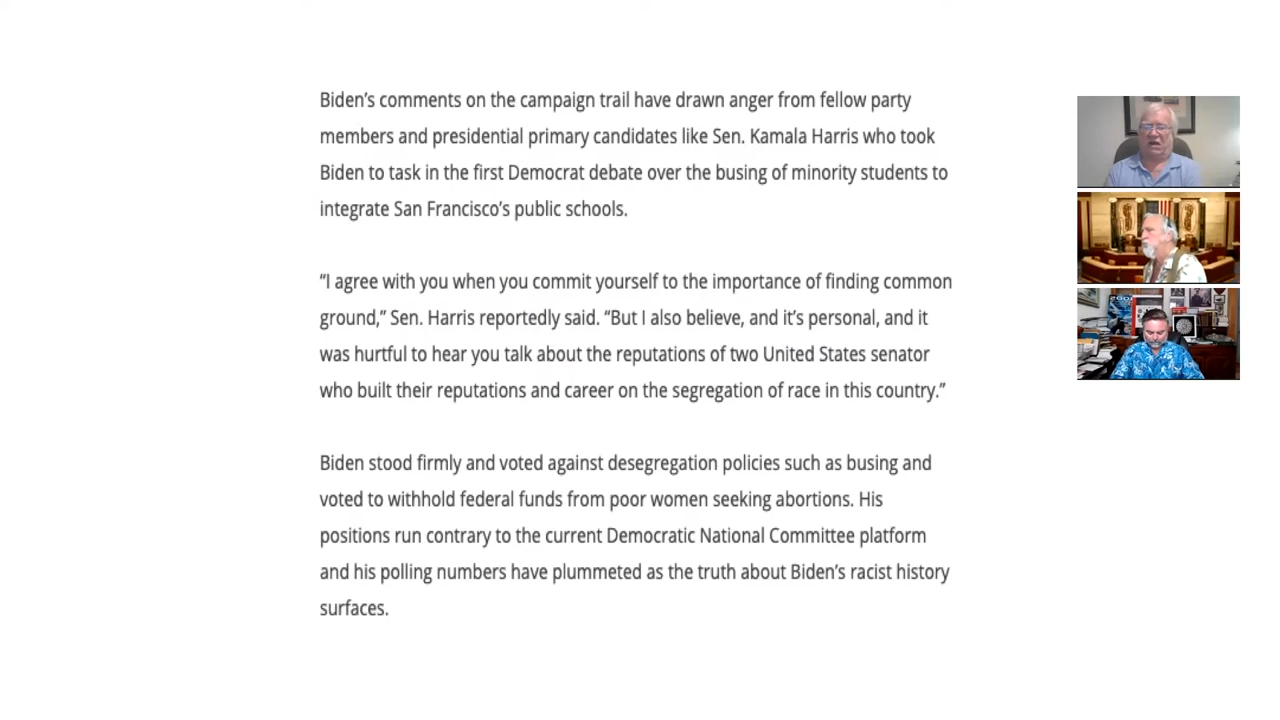 Biden’s comments on the campaign trail have drawn anger from fellow party
members and presidential primary candidates like Sen. Kamala Harris who took
Biden to task in the first Democrat debate over the busing of minority students to
integrate San Francisco’s public schools.
“I agree with you when you commit yourself to the importance of finding common
ground,” Sen. Harris reportedly said. “But I also believe, and it’s personal, and it
was hurtful to hear you talk about the reputations of two United States senator
who built their reputations and career on the segregation of race in this country.”
Biden stood firmly and voted against desegregation policies such as busing and
voted to withhold federal funds from poor women seeking abortions. His
positions run contrary to the current Democratic National Committee platform
and his polling numbers have plummeted as the truth about Biden’s racist history
surfaces.